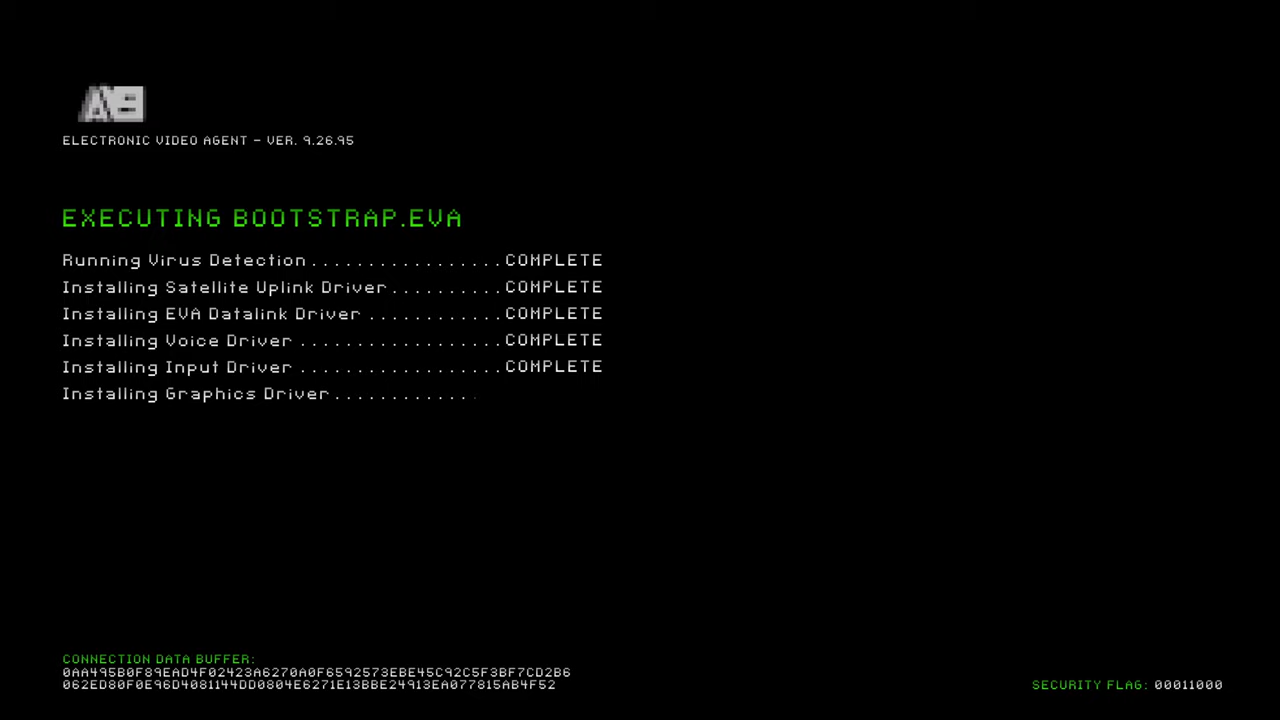 ELECTRONIC VIDEO AGENT - VER. 9.26.95
EXECUTING BOOTSTRAP.EVA
Running Virus Detection.................COMPLETE
Installing Satellite Uplink Driver..........COMPLETE
Installing EVA Datalink Driver ............COMPLETE
Installing Voice Driver ..................COMPLETE
Installing Input Driver ..................COMPLETE
Installing Graphics Driver.............
CONNECTION DATA BUFFER:
0AA495B0F89EAD4F02423A6270A0F6592573EBE45C92C5F3BF7CD2B6
062ED80F0E96D4081144DD0804E6271E13BBE24913EA077815AB4F52
SECURITY FLAG: 00011000